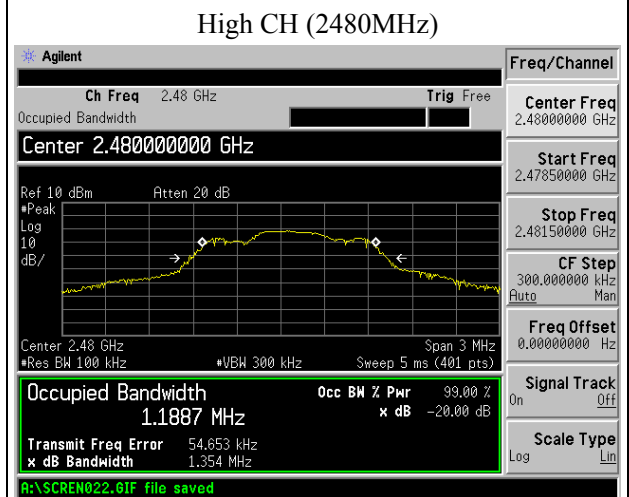 High CH (2480MHz)
Agilent
Freq/Channel
Ch Freq 2.48 GHz Trig Free
Occupied Bandwidth
Center Freq
2.48000000 GHz
Center 2.480000000 GHz
Start Freq
2.47850000 GHz
Ref 10 dBm Atten 20 dB
#Peak
Log
10
dB/
Stop Freq
2.48150000 GHz
CF Step
300.000000 kHz
Auto Man
Center 2.48 GHz Span 3 MHz
#Res BW 100 kHz #VBW 300 kHz Sweep 5 ms (401 pts)
Freq Offset
0.00000000 Hz
Occupied Bandwidth Occ BW % Pwr 99.00 %
1.1887 MHz x dB -20.00 dB
Signal Track
On Off
Transmit Freq Error 54.653 kHz
x dB Bandwidth 1.354 MHz
Scale Type
Log Lin
A:\SCREN022.GIF file saved